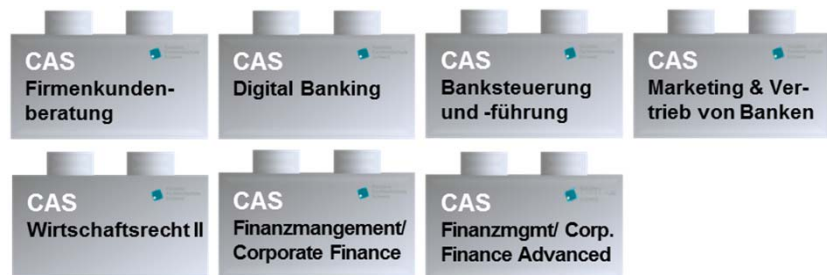 CAS
Firmenkunden-
beratung
CAS
Digital Banking
CAS
Banksteuerung
und -führung
CAS
Marketing & Ver-
trieb von Banken
CAS
Wirtschaftsrecht II
CAS
Finanzmangement/
Corporate Finance
CAS
Finanzmgmt/ Corp.
Finance Advanced